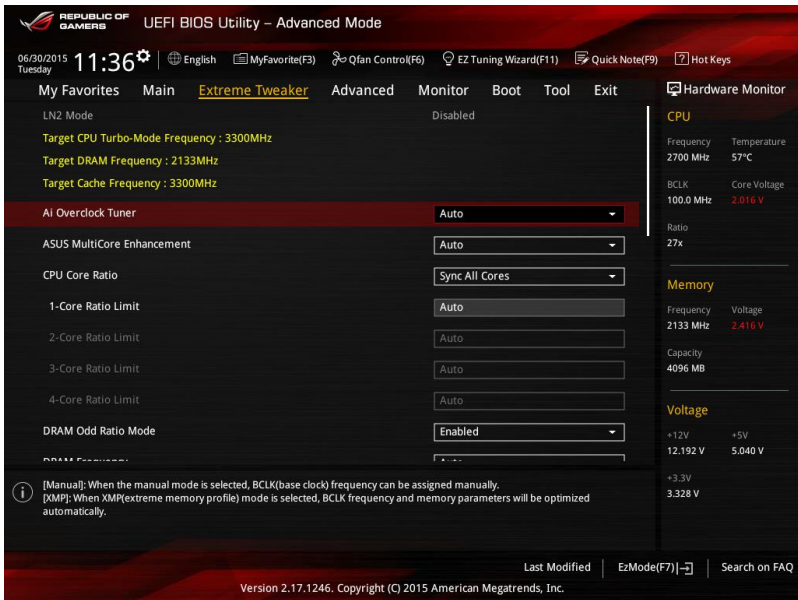 REPUBLIC OF
GAMERS
UEFI BIOS Utility – Advanced Mode
06/30/2015
Tuesday
11:36
English
MyFavorite(F3)
Qfan Control(F6)
EZ Tuning Wizard(F11)
Quick Note(F9)
? Hot Keys
My Favorites Main Extreme Tweaker Advanced Monitor Boot Tool Exit
Hardware Monitor
LN2 Mode Disabled
Target CPU Turbo-Mode Frequency : 3300MHz
Target DRAM Frequency : 2133MHz
Target Cache Frequency : 3300MHz
Ai Overclock Tuner Auto
ASUS MultiCore Enhancement Auto
CPU Core Ratio Sync All Cores
1-Core Ratio Limit Auto
2-Core Ratio Limit Auto
3-Core Ratio Limit Auto
4-Core Ratio Limit Auto
DRAM Odd Ratio Mode Enabled
DRAM Frequency Auto
CPU
Frequency Temperature
2700 MHz 57°C
BCLK Core Voltage
100.0 MHz 2.016 V
Ratio
27x
Memory
Frequency Voltage
2133 MHz 2.416 V
Capacity
4096 MB
Voltage
+12V +5V
12.192 V 5.040 V
+3.3V
3.328 V
[Manual]: When the manual mode is selected, BCLK(base clock) frequency can be assigned manually.
[XMP]: When XMP(extreme memory profile) mode is selected, BCLK frequency and memory parameters will be optimized
automatically.
Last Modified
EzMode(F7)
Search on FAQ
Version 2.17.1246. Copyright (C) 2015 American Megatrends, Inc.